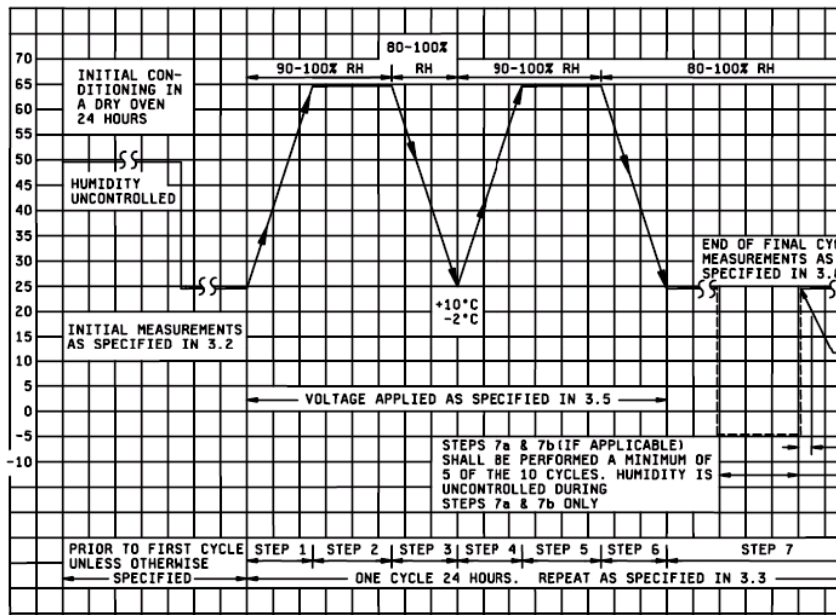 80-100%
90-100% RH
RH
90-100% RH
80-100% RH
70
65
60
55
50
45
40
35
30
25
20
15
10
5
0
-5
-10
INITIAL CON-
DITIONING IN
A DRY OVEN
24 HOURS
HUMIDITY
UNCONTROLLED
INITIAL MEASUREMENTS
AS SPECIFIED IN 3.2
+10°C
-2°C
END OF FINAL CY
MEASUREMENTS AS
SPECIFIED IN 3.
VOLTAGE APPLIED AS SPECIFIED IN 3.5
STEPS 7a & 7b(IF APPLICABLE)
SHALL BE PERFORMED A MINIMUM OF
5 OF THE 10 CYCLES. HUMIDITY IS
UNCONTROLLED DURING
STEPS 7a & 7b ONLY
PRIOR TO FIRST CYCLE
UNLESS OTHERWISE
SPECIFIED
STEP 1
STEP 2
STEP 3
STEP 4
STEP 5
STEP 6
STEP 7
ONE CYCLE 24 HOURS. REPEAT AS SPECIFIED IN 3.3